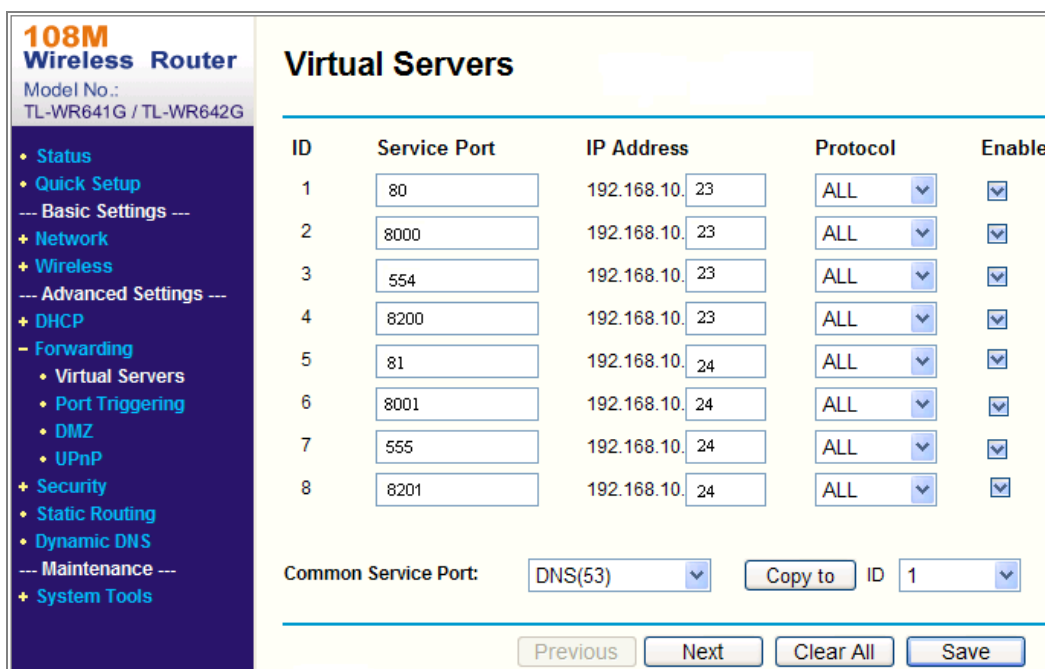 108M
Wireless Router
Model No.:
TL-WR641G / TL-WR642G
Status
Quick Setup
--- Basic Settings ---
+ Network
+ Wireless
--- Advanced Settings ---
+ DHCP
– Forwarding
Virtual Servers
Port Triggering
DMZ
UPnP
+ Security
Static Routing
Dynamic DNS
--- Maintenance ---
+ System Tools
Virtual Servers
ID Service Port IP Address Protocol Enable
1 80 192.168.10. 23 ALL
2 8000 192.168.10. 23 ALL
3 554 192.168.10. 23 ALL
4 8200 192.168.10. 23 ALL
5 81 192.168.10. 24 ALL
6 8001 192.168.10. 24 ALL
7 555 192.168.10. 24 ALL
8 8201 192.168.10. 24 ALL
Common Service Port: DNS(53) Copy to ID 1
Previous Next Clear All Save